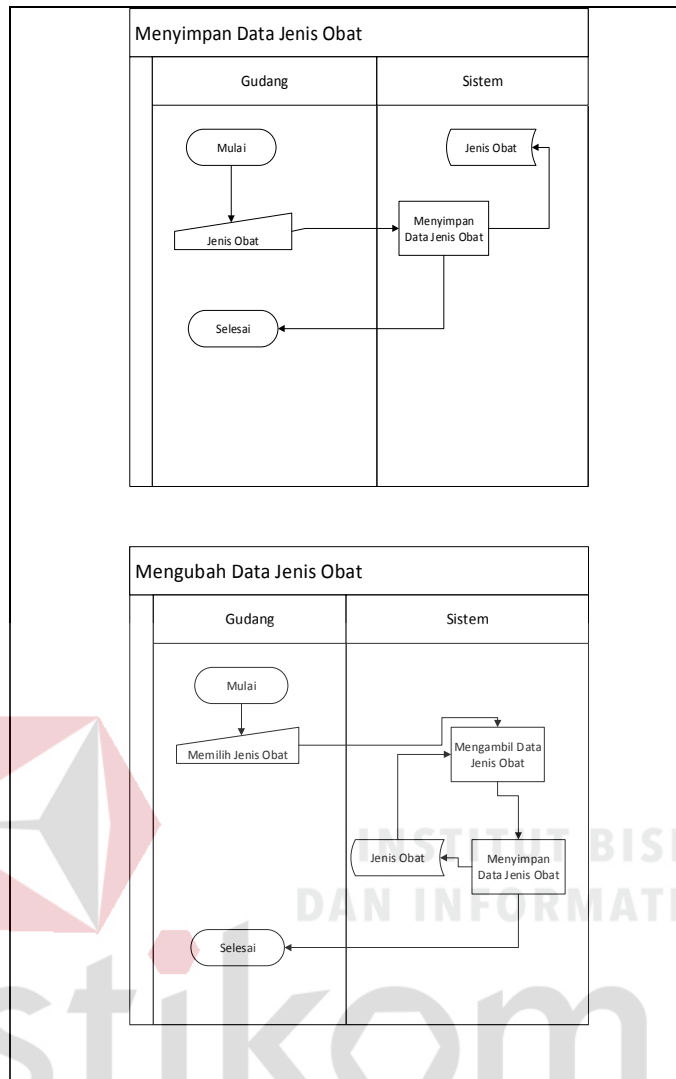 Menyimpan Data Jenis Obat
Gudang
Sistem
Mulai
Jenis Obat
Jenis Obat
Menyimpan
Data Jenis Obat
Selesai
Mengubah Data Jenis Obat
Gudang
Sistem
Mulai
Memilih Jenis Obat
Mengambil Data
Jenis Obat
Jenis Obat
Menyimpan
Data Jenis Obat
Selesai
INSTITUT BISI
DAN INFORMATI
stikom